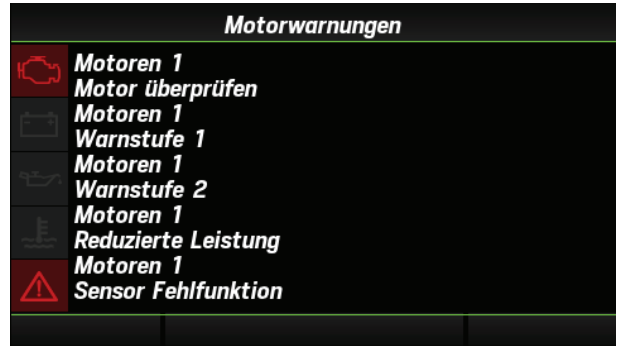 Motorwarnungen
Motoren 1
Motor überprüfen
Motoren 1
Warnstufe 1
Motoren 1
Warnstufe 2
Motoren 1
Reduzierte Leistung
Motoren 1
Sensor Fehlfunktion